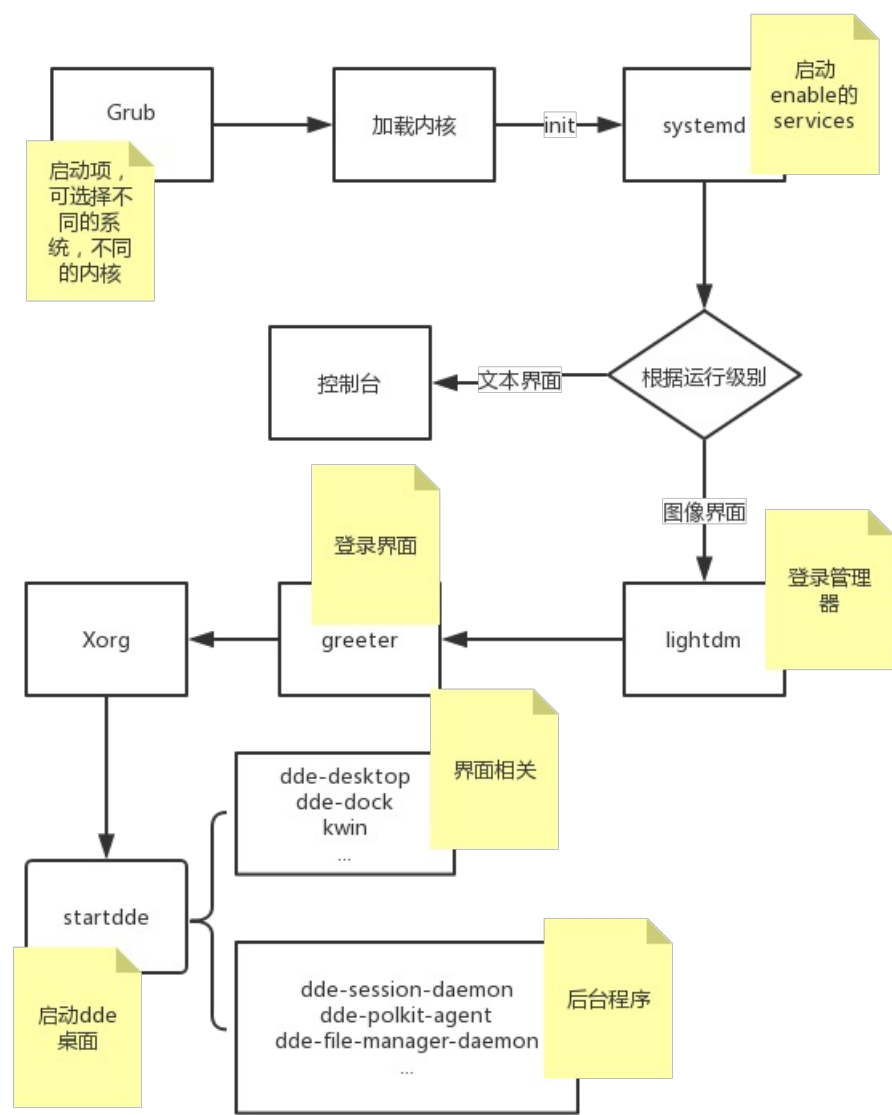 Grub
启动项，
可选择不
同的系
统，不同
的内核
加载内核
init
systemd
启动
enable的
services
根据运行级别
文本界面
控制台
图像界面
lightdm
登录管理
器
登录界面
greeter
Xorg
startdde
启动dde
桌面
dde-desktop
dde-dock
kwin
...
界面相关
dde-session-daemon
dde-polkit-agent
dde-file-manager-daemon
...
后台程序